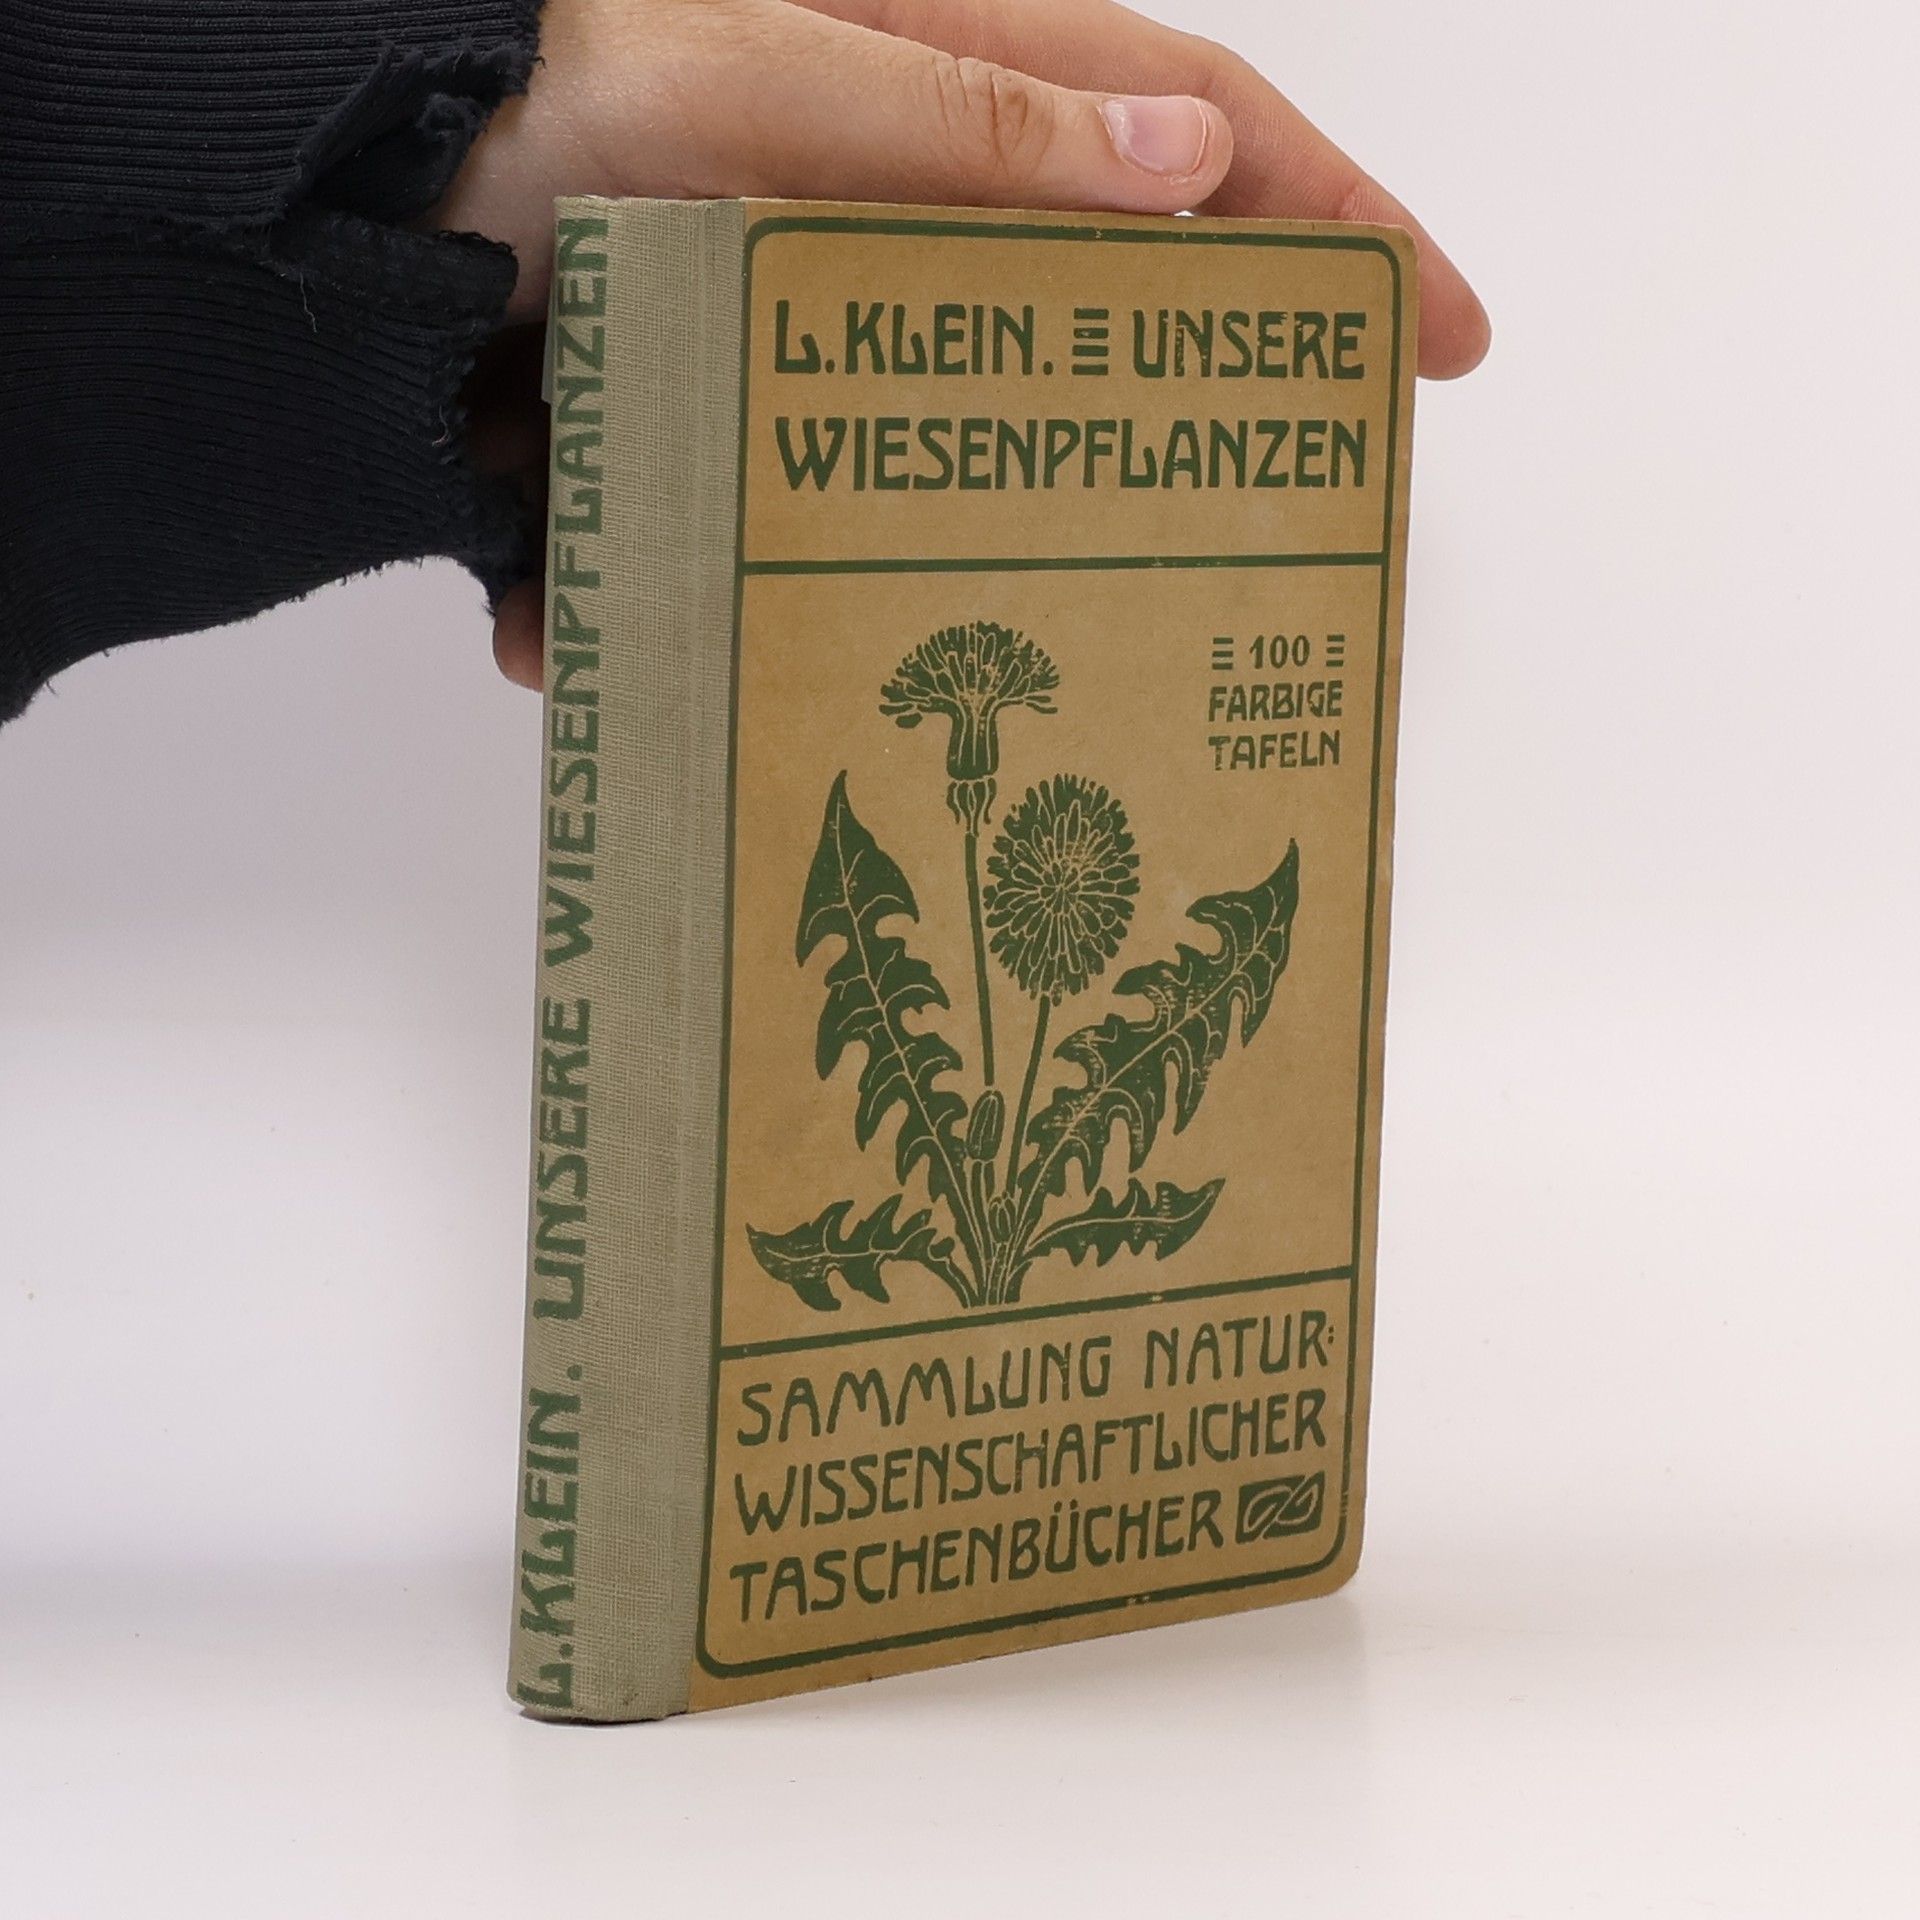 L. KLEIN. UNSERE WIESENPFLANZEN
L. KLEIN. UNSERE
WIESENPFLANZEN
100
FARBIGE
TAFELN
SAMMLUNG NATUR:
WISSENSCHAFTLICHER
TASCHENBÜCHER